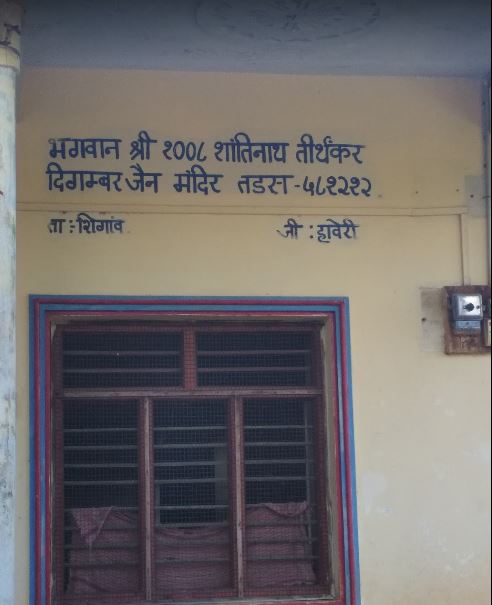 भगवान श्री १००८ शांतिनाथ तीर्थंकर
दिगम्बर जैन मंदिर तडस-५८१२१२
ता : शिगांव जी : हावेरी